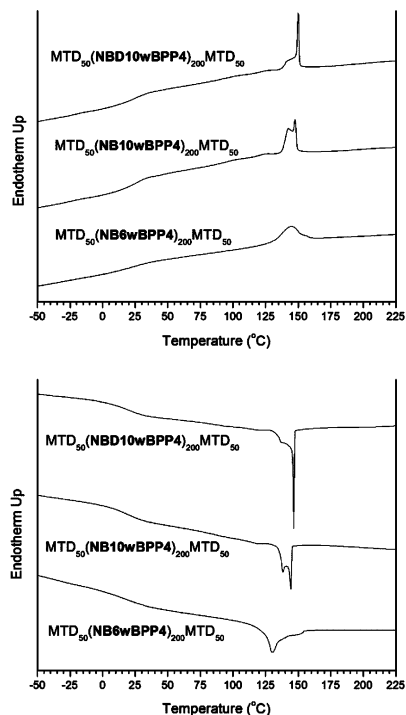 Endotherm Up
MTD50(NBD10wBPP4)200MTD50
MTD50(NB10wBPP4)200MTD50
MTD50(NB6wBPP4)200MTD50
-50 -25 0 25 50 75 100 125 150 175 200 225
Temperature (°C)
Endotherm Up
MTD50(NBD10wBPP4)200MTD50
MTD50(NB10wBPP4)200MTD50
MTD50(NB6wBPP4)200MTD50
-50 -25 0 25 50 75 100 125 150 175 200 225
Temperature (°C)